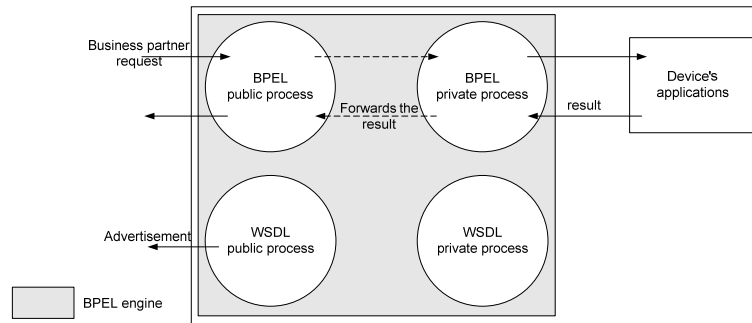 Business partner
request
BPEL
public process
BPEL
private process
Device's
applications
Forwards the
result
result
WSDL
public process
WSDL
private process
Advertisement
BPEL engine